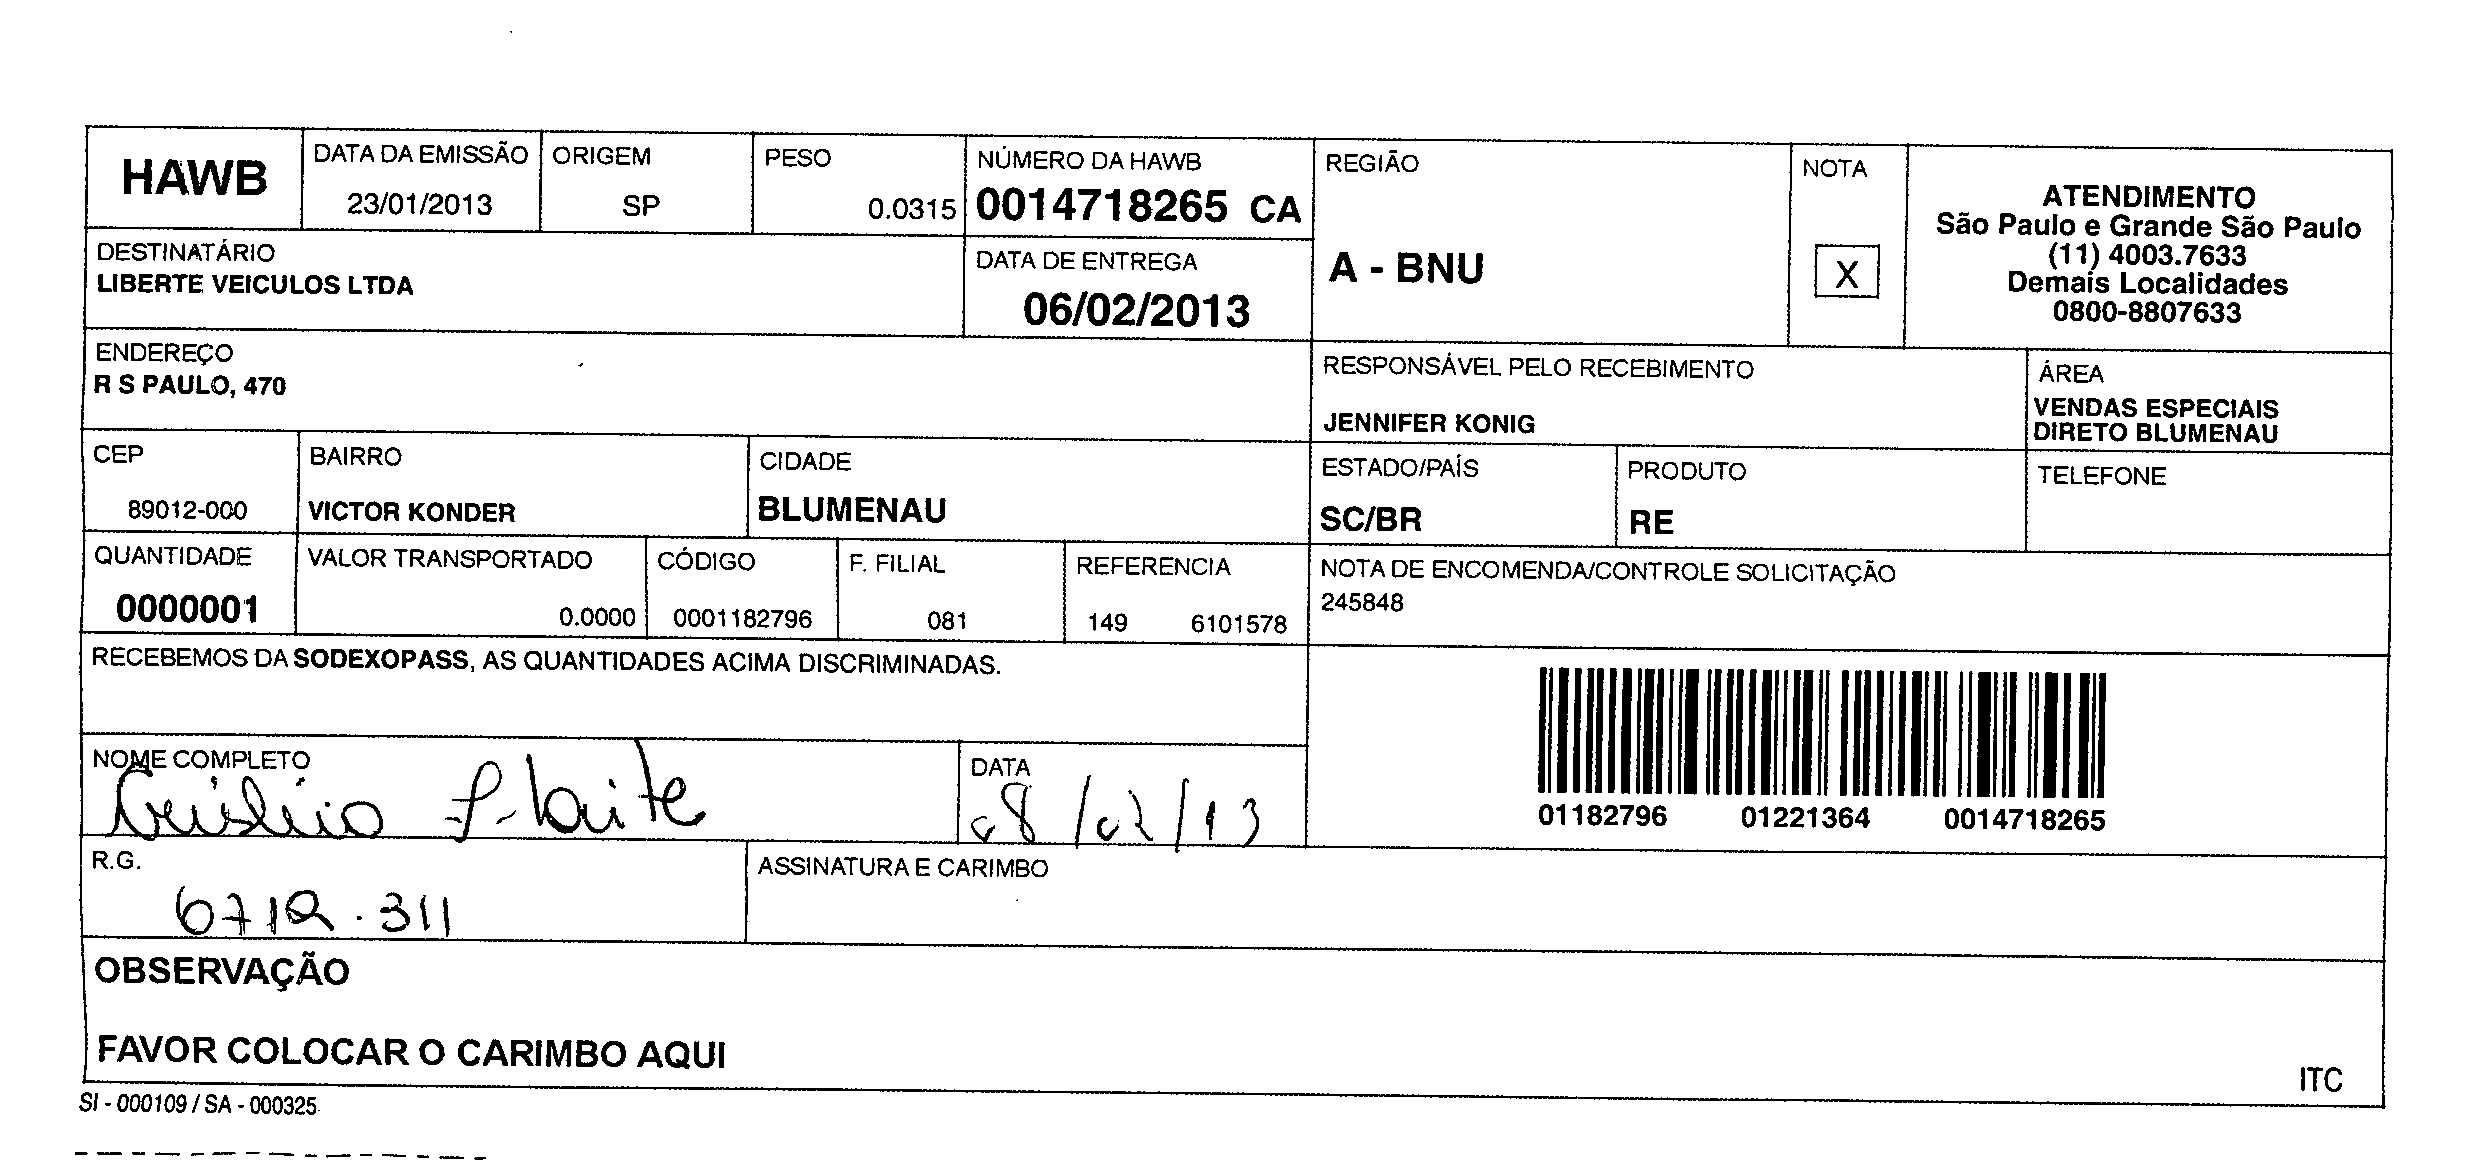 HAWB
DATA DA EMISSÃO
23/01/2013
ORIGEM
SP
PESO
0.0315
NÚMERO DA HAWB
0014718265 CA
REGIÃO
A - BNU
NOTA
X
ATENDIMENTO
São Paulo e Grande São Paulo
(11) 4003.7633
Demais Localidades
0800-8807633
DESTINATÁRIO
LIBERTE VEICULOS LTDA
DATA DE ENTREGA
06/02/2013
ENDEREÇO
R S PAULO, 470
RESPONSÁVEL PELO RECEBIMENTO
JENNIFER KONIG
ÁREA
VENDAS ESPECIAIS
DIRETO BLUMENAU
CEP
89012-000
BAIRRO
VICTOR KONDER
CIDADE
BLUMENAU
ESTADO/PAÍS
SC/BR
PRODUTO
RE
TELEFONE
QUANTIDADE
0000001
VALOR TRANSPORTADO
0.0000
CÓDIGO
0001182796
F. FILIAL
081
REFERENCIA
149 6101578
NOTA DE ENCOMENDA/CONTROLE SOLICITAÇÃO
245848
RECEBEMOS DA SODEXOPASS, AS QUANTIDADES ACIMA DISCRIMINADAS.
01182796 01221364 0014718265
NOME COMPLETO
DATA
08/02/13
R.G.
6712.311
ASSINATURA E CARIMBO
OBSERVAÇÃO
FAVOR COLOCAR O CARIMBO AQUI
ITC
SI - 000109 / SA - 000325